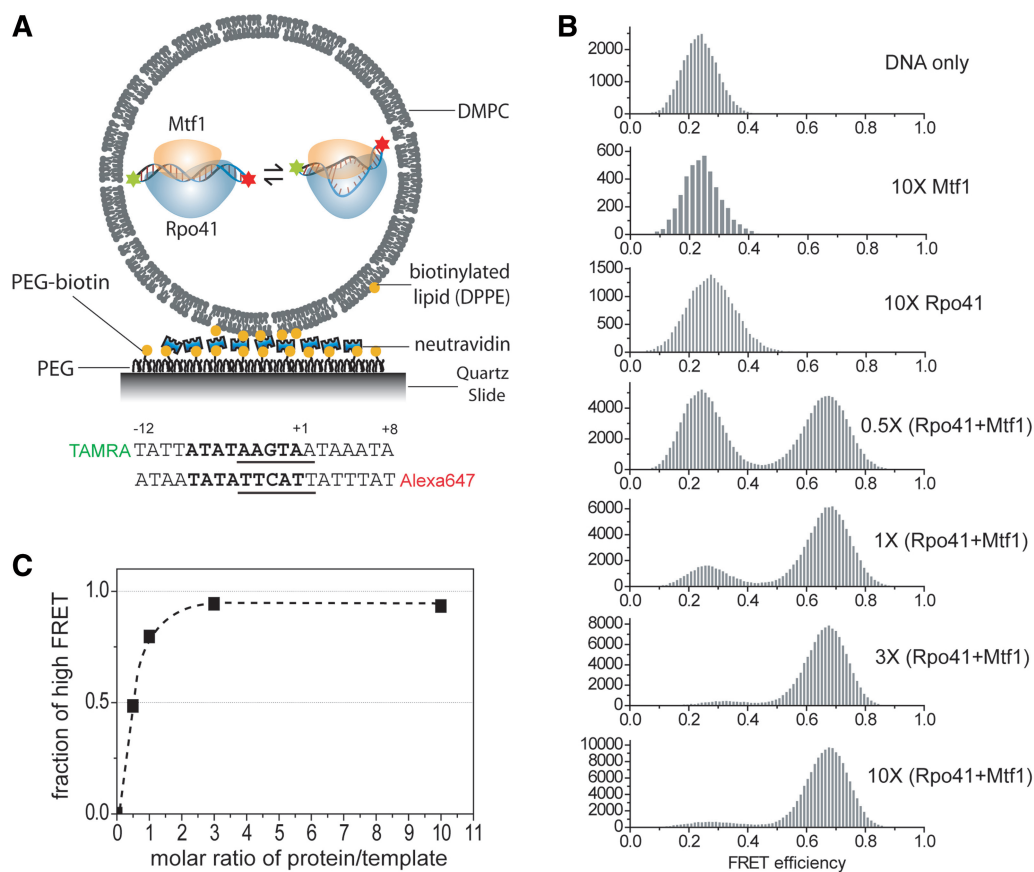 A
Mtf1
DMPC
Rpo41
PEG-biotin
biotinylated
lipid (DPPE)
neutravidin
PEG
Quartz
Slide
-12 +1 +8
TAMRA TATTATATAAGTAATAAATA
ATAATATATTCATTATTTAT Alexa647
B
2000
1000
0
DNA only
0.0 0.2 0.4 0.6 0.8 1.0
600
400
200
0
10X Mtf1
0.0 0.2 0.4 0.6 0.8 1.0
1500
1000
500
0
10X Rpo41
0.0 0.2 0.4 0.6 0.8 1.0
4000
2000
0
0.5X (Rpo41+Mtf1)
0.0 0.2 0.4 0.6 0.8 1.0
6000
4000
2000
0
1X (Rpo41+Mtf1)
0.0 0.2 0.4 0.6 0.8 1.0
8000
6000
4000
2000
0
3X (Rpo41+Mtf1)
0.0 0.2 0.4 0.6 0.8 1.0
10000
8000
6000
4000
2000
0
10X (Rpo41+Mtf1)
0.0 0.2 0.4 0.6 0.8 1.0
FRET efficiency
C
fraction of high FRET
1.0
0.5
0.0
0 1 2 3 4 5 6 7 8 9 10 11
molar ratio of protein/template